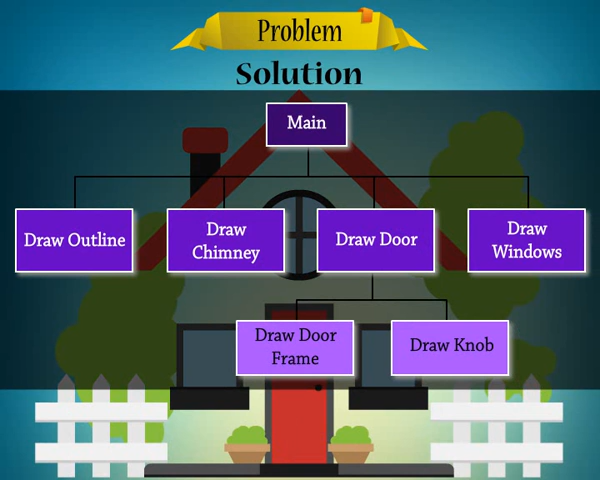 Problem
Solution
Main
Draw Outline
Draw
Chimney
Draw Door
Draw
Windows
Draw Door
Frame
Draw Knob